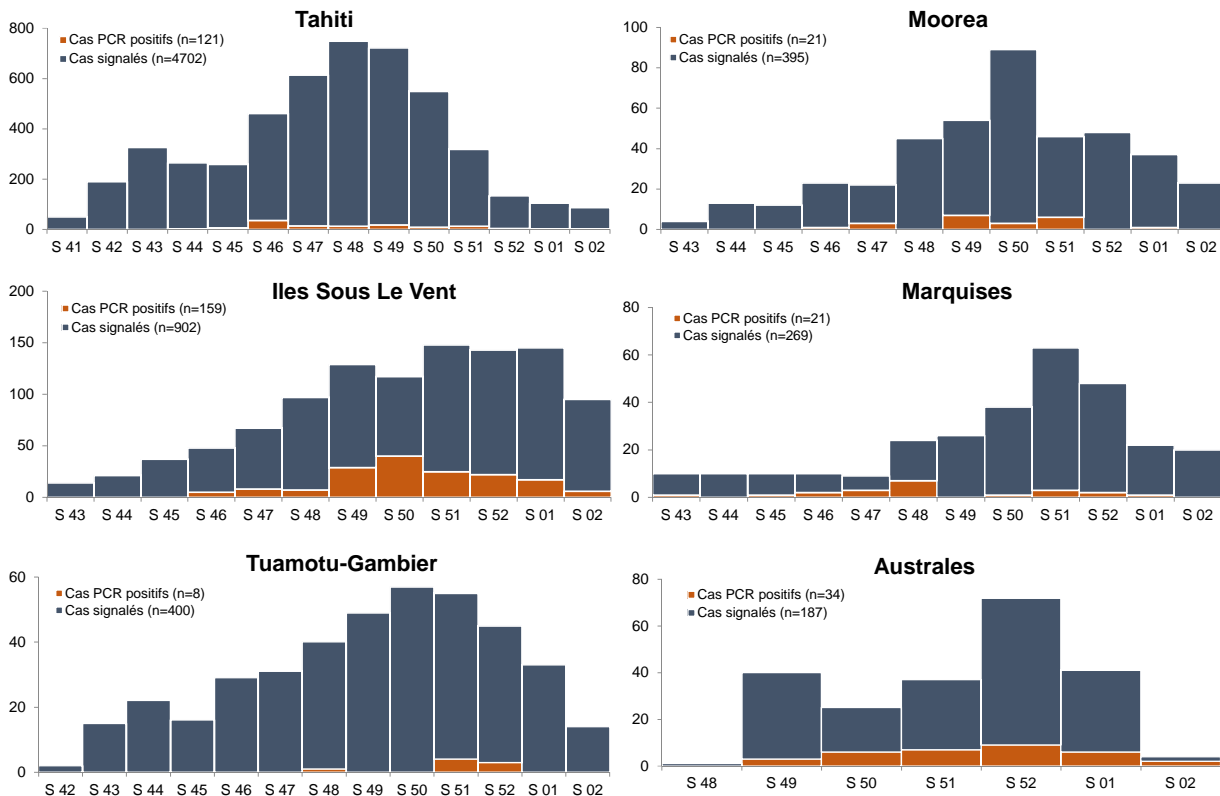 Tahiti
Cas PCR positifs (n=121)
Cas signalés (n=4702)
800
600
400
200
0
S 41 S 42 S 43 S 44 S 45 S 46 S 47 S 48 S 49 S 50 S 51 S 52 S 01 S 02
Moorea
Cas PCR positifs (n=21)
Cas signalés (n=395)
100
80
60
40
20
0
S 43 S 44 S 45 S 46 S 47 S 48 S 49 S 50 S 51 S 52 S 01 S 02
Iles Sous Le Vent
Cas PCR positifs (n=159)
Cas signalés (n=902)
200
150
100
50
0
S 43 S 44 S 45 S 46 S 47 S 48 S 49 S 50 S 51 S 52 S 01 S 02
Marquises
Cas PCR positifs (n=21)
Cas signalés (n=269)
80
60
40
20
0
S 43 S 44 S 45 S 46 S 47 S 48 S 49 S 50 S 51 S 52 S 01 S 02
Tuamotu-Gambier
Cas PCR positifs (n=8)
Cas signalés (n=400)
60
40
20
0
S 42 S 43 S 44 S 45 S 46 S 47 S 48 S 49 S 50 S 51 S 52 S 01 S 02
Australes
Cas PCR positifs (n=34)
Cas signalés (n=187)
80
60
40
20
0
S 48 S 49 S 50 S 51 S 52 S 01 S 02